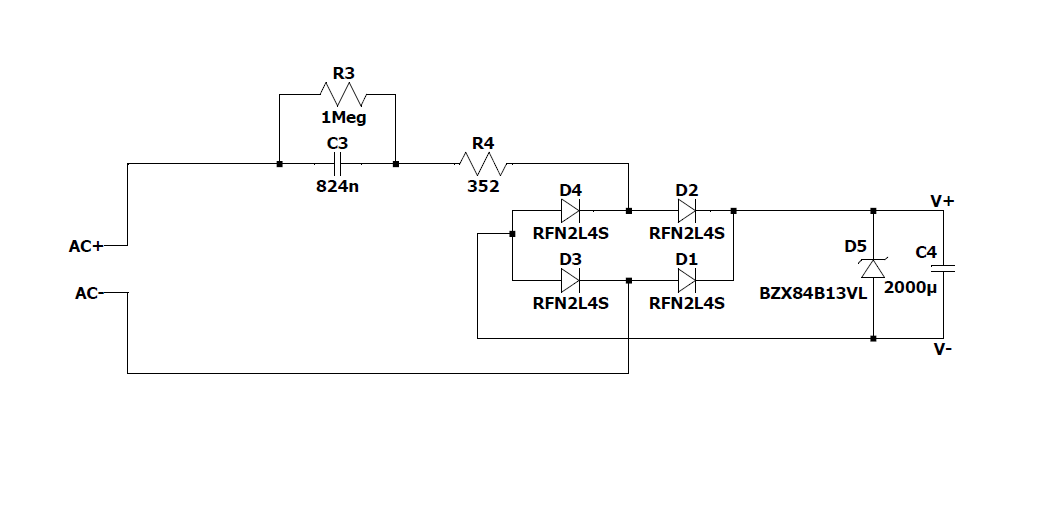 R3
1Meg
C3
824n
R4
352
D4
RFN2L4S
D2
RFN2L4S
V+
AC+
D3
RFN2L4S
D1
RFN2L4S
D5
BZX84B13VL
C4
2000µ
AC-
V-